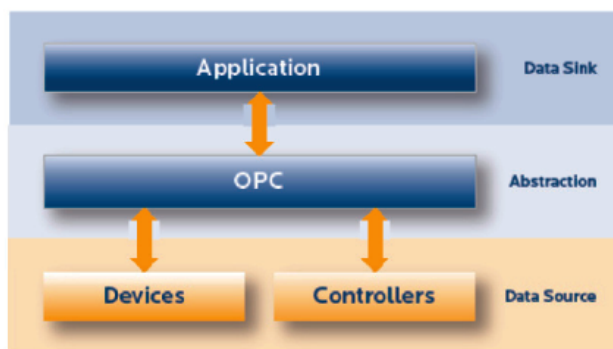 Application
Data Sink
OPC
Abstraction
Devices
Controllers
Data Source